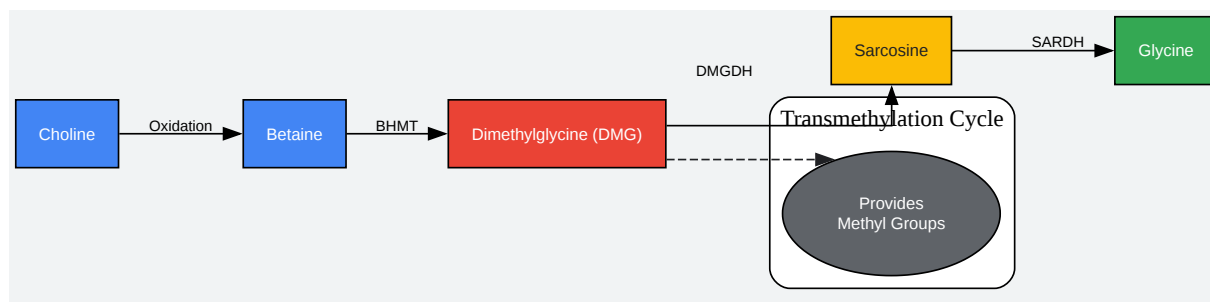 Choline
Oxidation
Betaine
BHMT
Dimethylglycine (DMG)
DMGDH
Sarcosine
SARDH
Glycine
Transmethylation Cycle
Provides
Methyl Groups